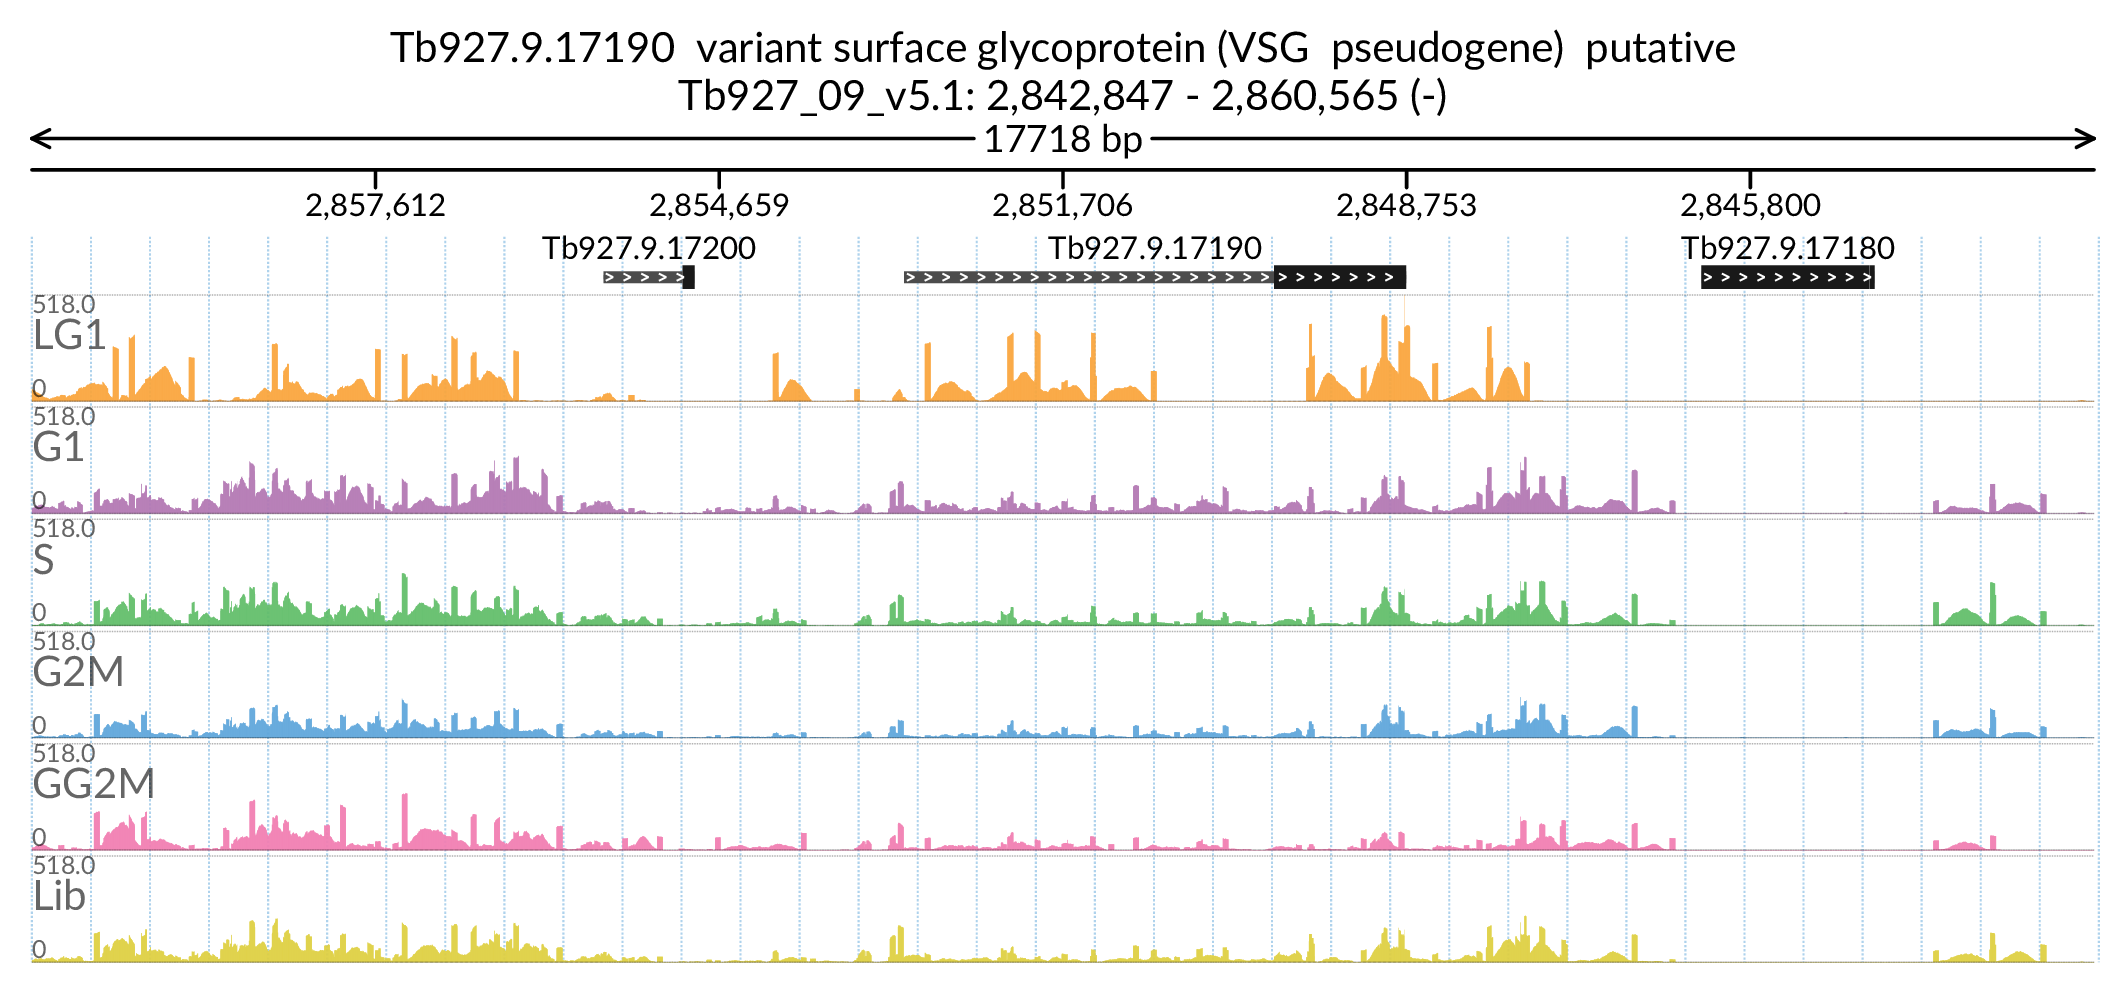 Tb927.9.17190 variant surface glycoprotein (VSG pseudogene) putative
Tb927_09_v5.1: 2,842,847 - 2,860,565 (-)
17718 bp
2,857,612 2,854,659 2,851,706 2,848,753 2,845,800
Tb927.9.17200 Tb927.9.17190 Tb927.9.17180
518.0
LG1
0
518.0
G1
0
518.0
S
0
518.0
G2M
0
518.0
GG2M
0
518.0
Lib
0